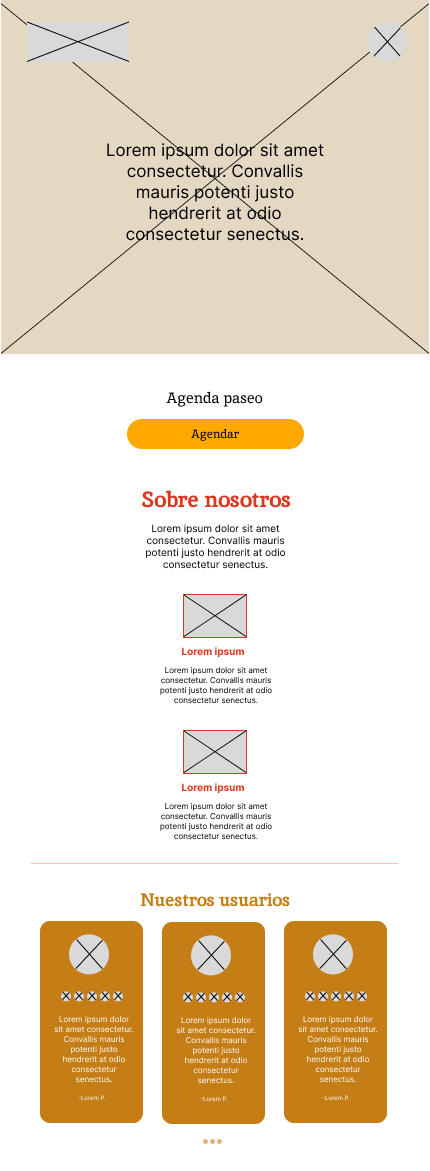 Lorem ipsum dolor sit amet
consectetur. Convallis
mauris potenti justo
hendrerit at odio
consectetur senectus.
Agenda paseo
Agendar
Sobre nosotros
Lorem ipsum dolor sit amet
consectetur. Convallis mauris
potenti justo hendrerit at odio
consectetur senectus.
Lorem ipsum
Lorem ipsum dolor sit amet
consectetur. Convallis mauris
potenti justo hendrerit at odio
consectetur senectus.
Lorem ipsum
Lorem ipsum dolor sit amet
consectetur. Convallis mauris
potenti justo hendrerit at odio
consectetur senectus.
Nuestros usuarios
Lorem ipsum dolor
sit amet consectetur.
Convallis mauris
potenti justo
hendrerit at odio
consectetur
senectus.
-Lorem P.
Lorem ipsum dolor
sit amet consectetur.
Convallis mauris
potenti justo
hendrerit at odio
consectetur
senectus.
-Lorem P.
Lorem ipsum dolor
sit amet consectetur.
Convallis mauris
potenti justo
hendrerit at odio
consectetur
senectus.
-Lorem P.